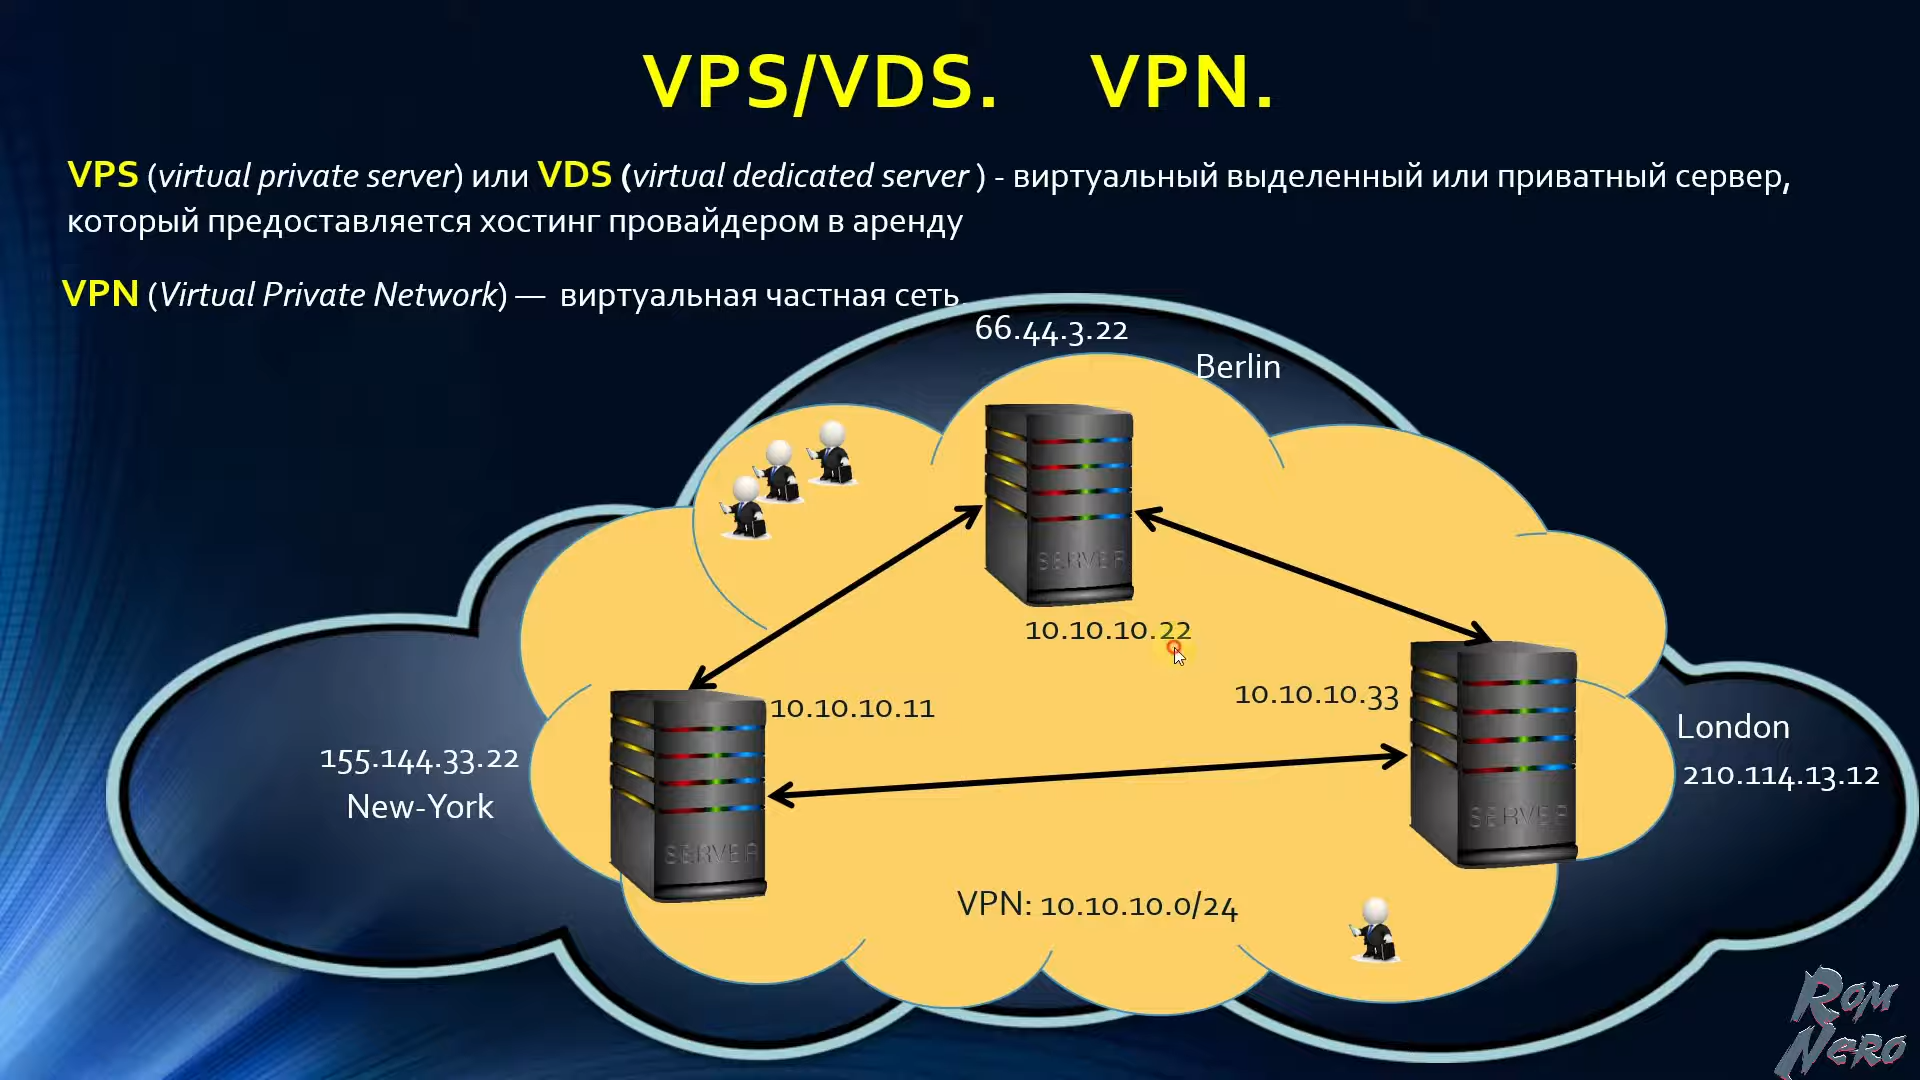 VPS/VDS. VPN.
VPS (virtual private server) или VDS (virtual dedicated server ) - виртуальный выделенный или приватный сервер,
который предоставляется хостинг провайдером в аренду
VPN (Virtual Private Network) — виртуальная частная сеть.
66.44.3.22
Berlin
SERVER
10.10.10.22
10.10.10.11
10.10.10.33
155.144.33.22
New-York
London
210.114.13.12
SERVER
SERVER
VPN: 10.10.10.0/24
Rom
Nero